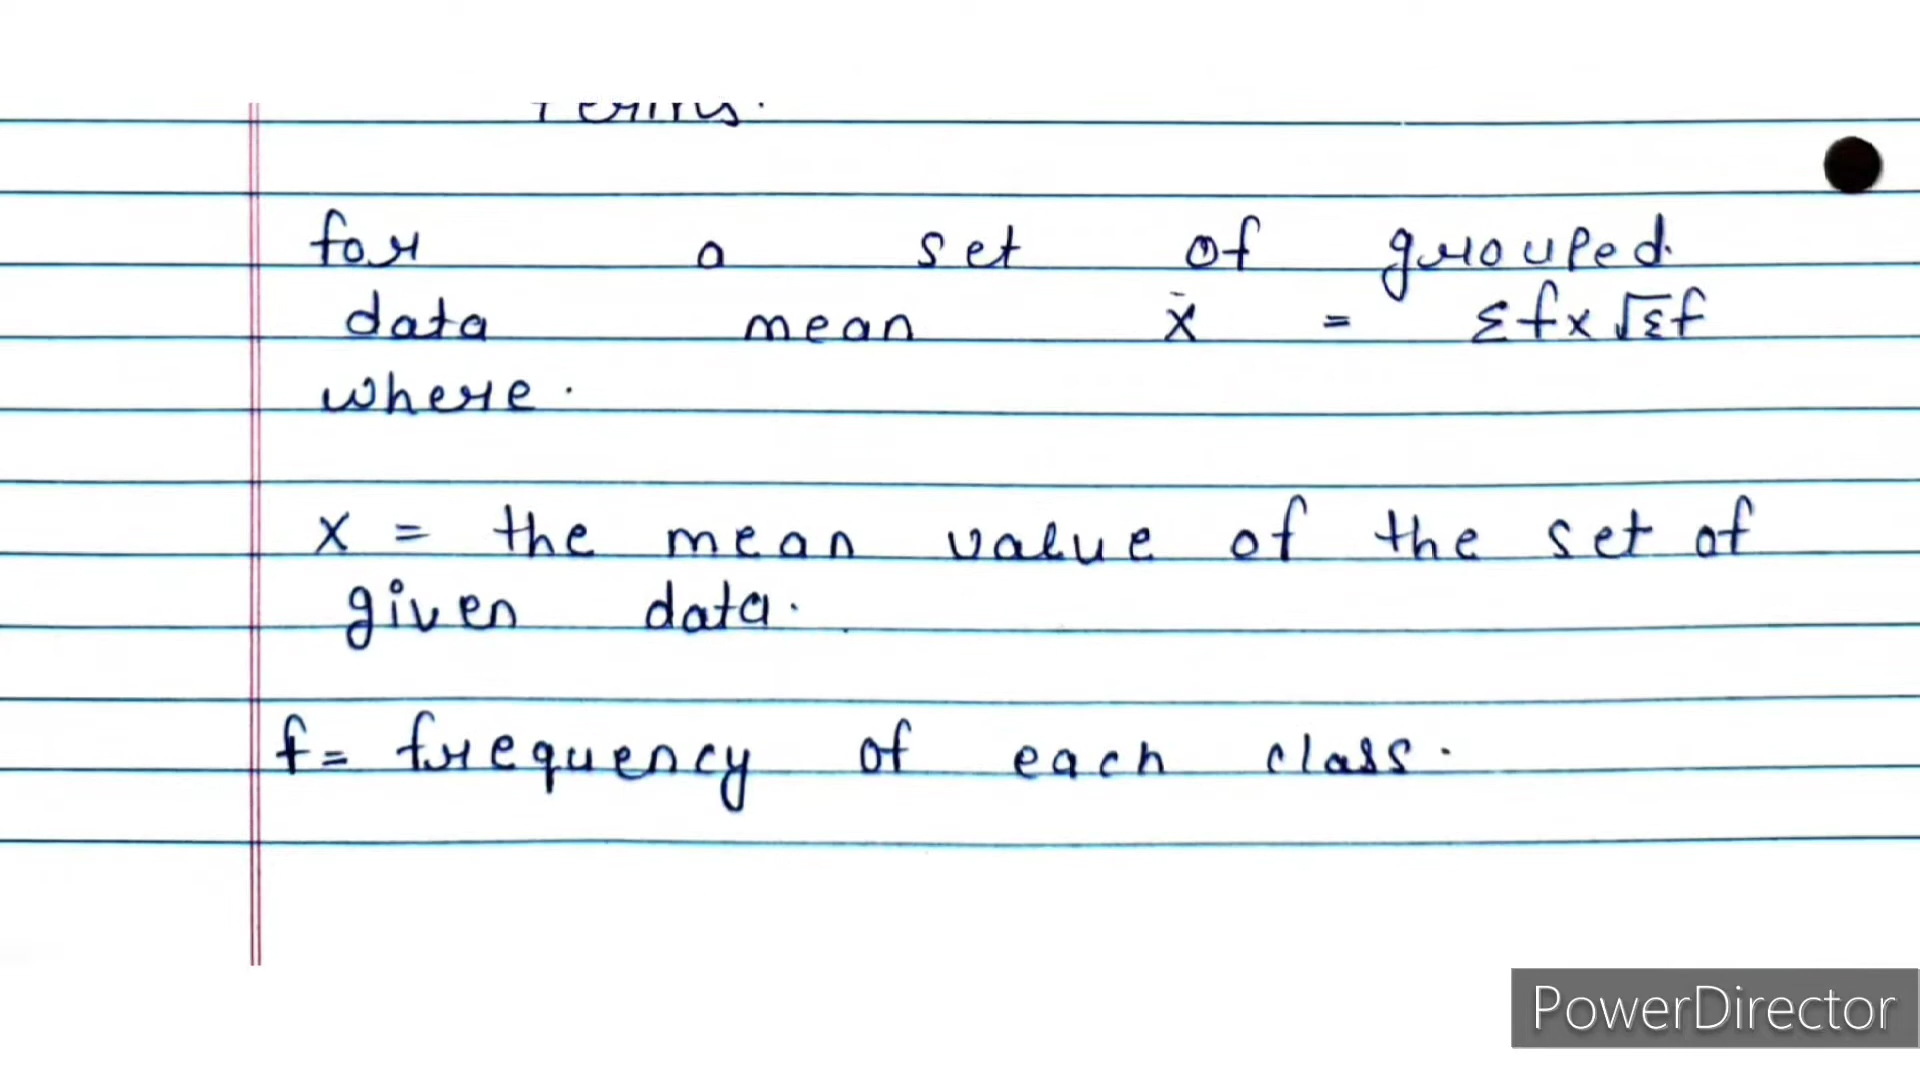 Terms.
for a set of grouped.
data mean x̄ = Σfx√Σf
where.
x = the mean value of the set of
given data.
f= frequency of each class.
PowerDirector